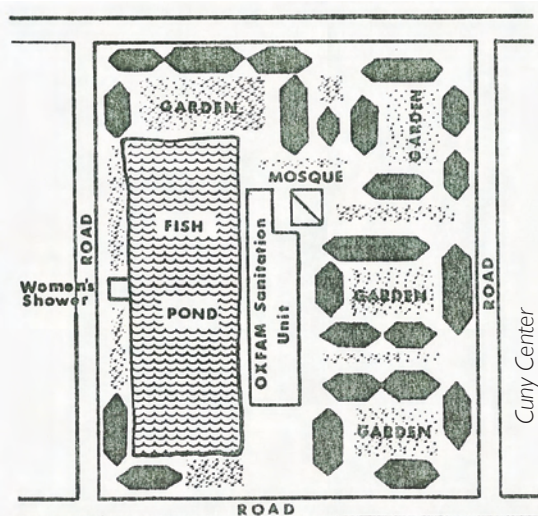 GARDEN
GARDEN
MOSQUE
FISH
POND
ROAD
Women's
Shower
OXFAM Sanitation
Unit
GARDEN
ROAD
GARDEN
ROAD
Cuny Center